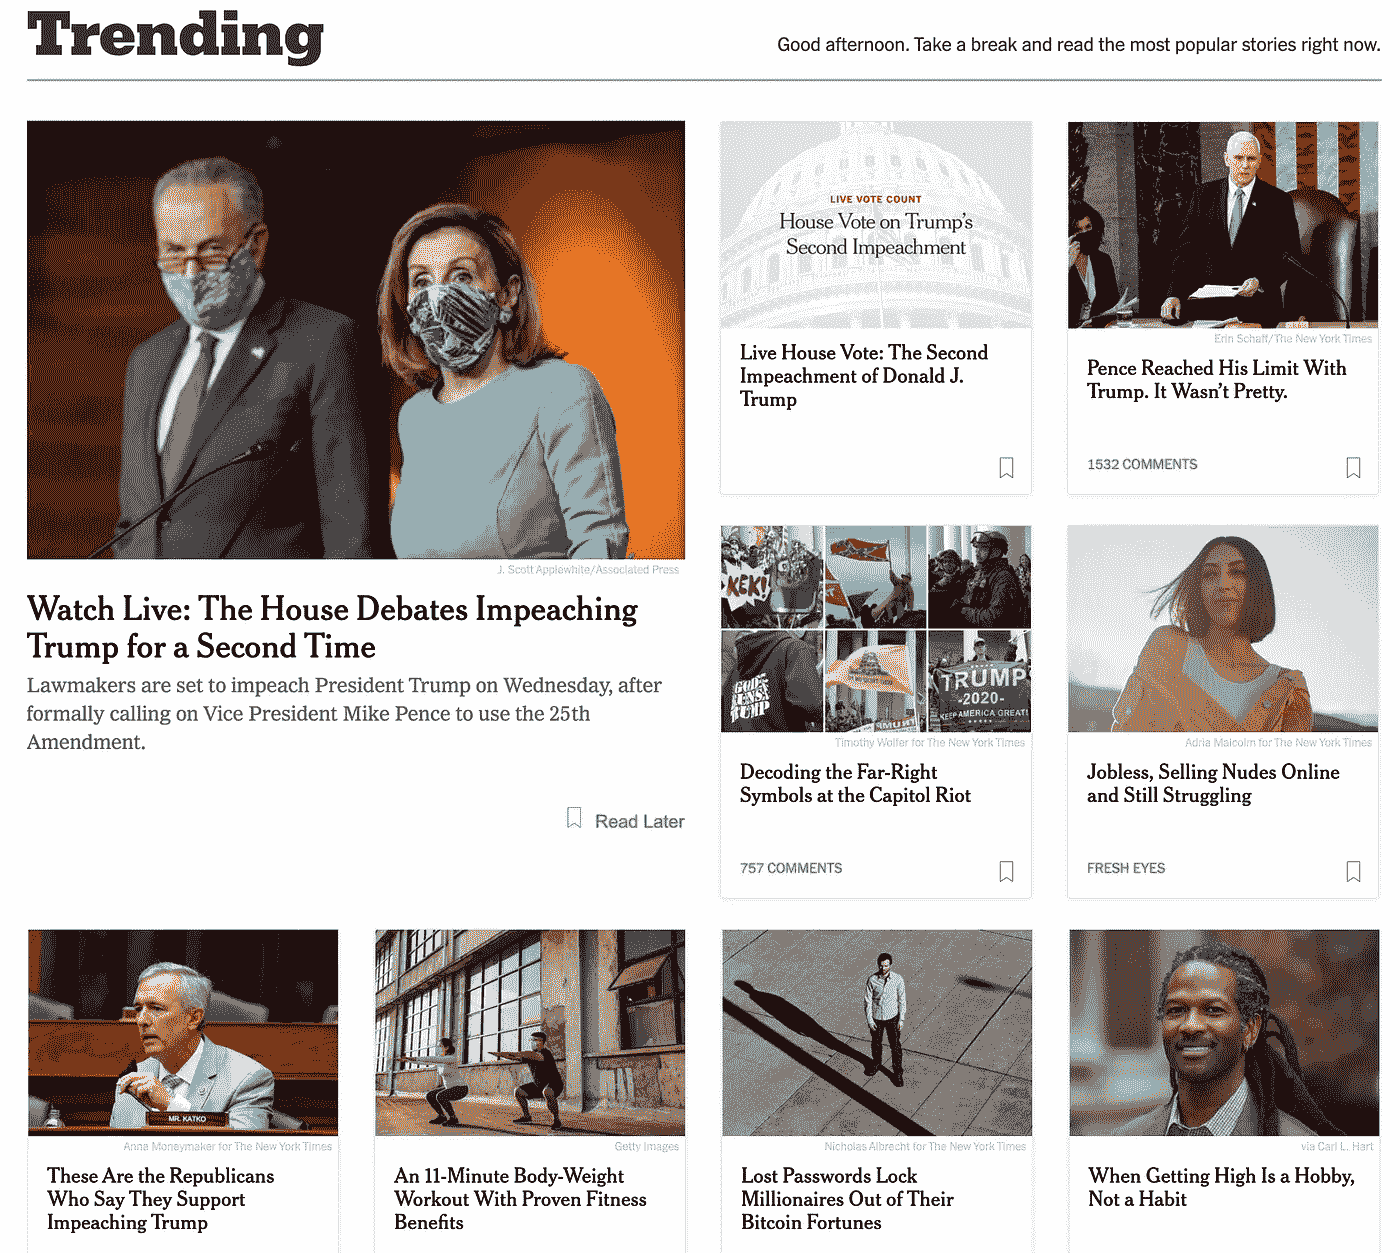 Trending
Good afternoon. Take a break and read the most popular stories right now.
J. Scott Applewhite/Associated Press
Watch Live: The House Debates Impeaching
Trump for a Second Time
Lawmakers are set to impeach President Trump on Wednesday, after
formally calling on Vice President Mike Pence to use the 25th
Amendment.
Read Later
LIVE VOTE COUNT
House Vote on Trump's
Second Impeachment
Live House Vote: The Second
Impeachment of Donald J.
Trump
Erin Schaff/The New York Times
Pence Reached His Limit With
Trump. It Wasn't Pretty.
1532 COMMENTS
KEK!
GOD,
GUNS &
TRUMP
TRUMP
-2020-
KEEP AMERICA GREAT!
Timothy Wolfer for The New York Times
Decoding the Far-Right
Symbols at the Capitol Riot
757 COMMENTS
Adria Malcolm for The New York Times
Jobless, Selling Nudes Online
and Still Struggling
FRESH EYES
MR. KATKO
Anna Moneymaker for The New York Times
These Are the Republicans
Who Say They Support
Impeaching Trump
Getty Images
An 11-Minute Body-Weight
Workout With Proven Fitness
Benefits
Nicholas Albrecht for The New York Times
Lost Passwords Lock
Millionaires Out of Their
Bitcoin Fortunes
via Carl L. Hart
When Getting High Is a Hobby,
Not a Habit